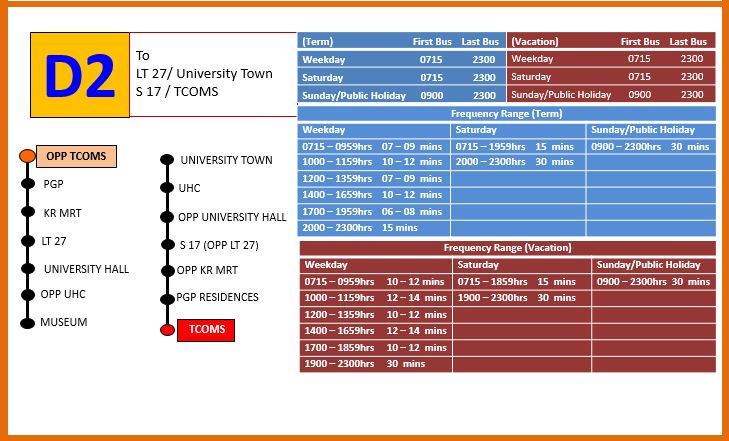 D2
To
LT 27/ University Town
S 17 / TCOMS
(Term) First Bus Last Bus
Weekday 0715 2300
Saturday 0715 2300
Sunday/Public Holiday 0900 2300
(Vacation) First Bus Last Bus
Weekday 0715 2300
Saturday 0715 2300
Sunday/Public Holiday 0900 2300
OPP TCOMS
PGP
KR MRT
LT 27
UNIVERSITY HALL
OPP UHC
MUSEUM
UNIVERSITY TOWN
UHC
OPP UNIVERSITY HALL
S 17 (OPP LT 27)
OPP KR MRT
PGP RESIDENCES
TCOMS
Frequency Range (Term)
Weekday Saturday Sunday/Public Holiday
0715 – 0959hrs 07 – 09 mins 0715 – 1959hrs 15 mins 0900 – 2300hrs 30 mins
1000 – 1159hrs 10 – 12 mins 2000 – 2300hrs 30 mins
1200 – 1359hrs 07 – 09 mins
1400 – 1659hrs 10 – 12 mins
1700 – 1959hrs 06 – 08 mins
2000 – 2300hrs 15 mins
Frequency Range (Vacation)
Weekday Saturday Sunday/Public Holiday
0715 – 0959hrs 10 – 12 mins 0715 – 1859hrs 15 mins 0900 – 2300hrs 30 mins
1000 – 1159hrs 12 – 14 mins 1900 – 2300hrs 30 mins
1200 – 1359hrs 10 – 12 mins
1400 – 1659hrs 12 – 14 mins
1700 – 1859hrs 10 – 12 mins
1900 – 2300hrs 30 mins